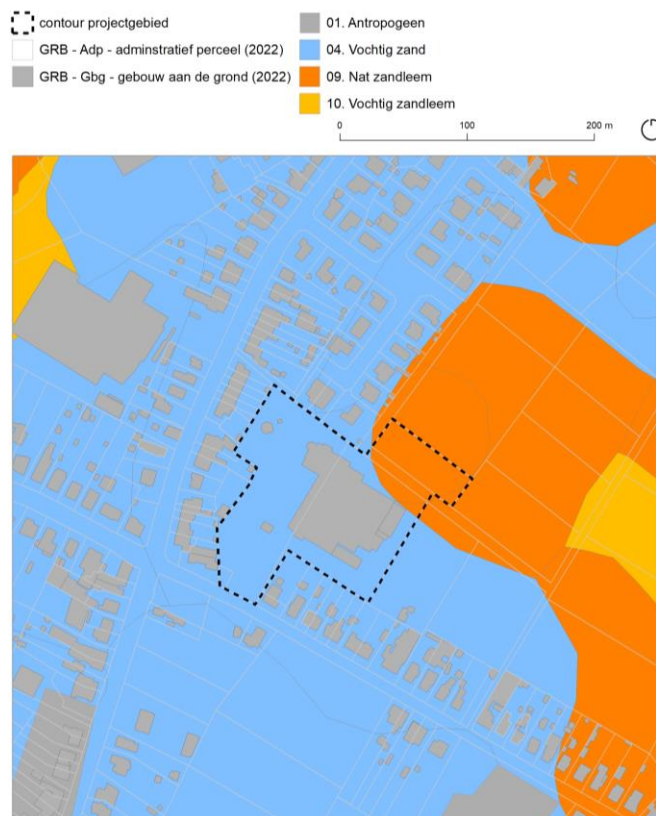 contour projectgebied
GRB - Adp - adminstratief perceel (2022)
GRB - Gbg - gebouw aan de grond (2022)
01. Antropogeen
04. Vochtig zand
09. Nat zandleem
10. Vochtig zandleem
0 100 200 m